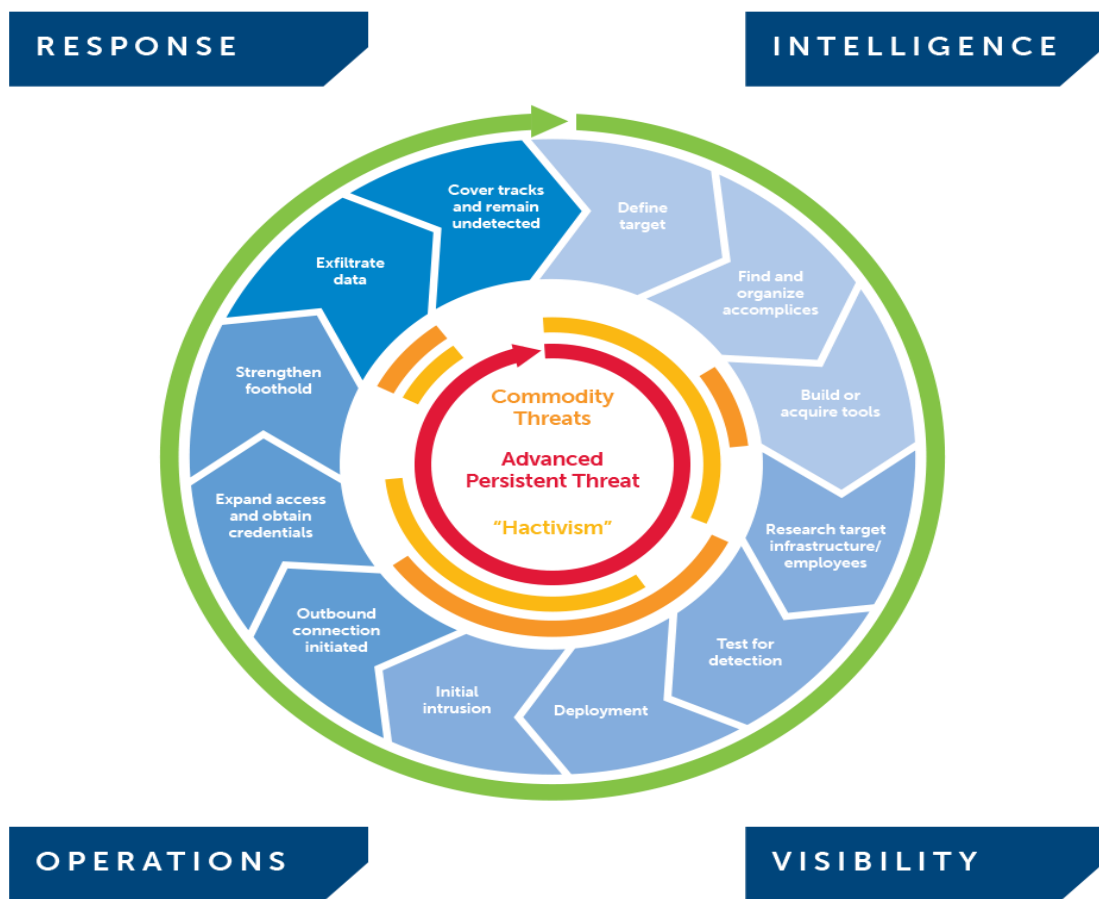 RESPONSE
INTELLIGENCE
Cover tracks
and remain
undetected
Define
target
Find and
organize
accomplices
Build or
acquire tools
Research target
infrastructure/
employees
Test for
detection
Deployment
Initial
intrusion
Outbound
connection
initiated
Expand access
and obtain
credentials
Strengthen
foothold
Exfiltrate
data
Commodity
Threats
Advanced
Persistent Threat
“Hactivism”
OPERATIONS
VISIBILITY